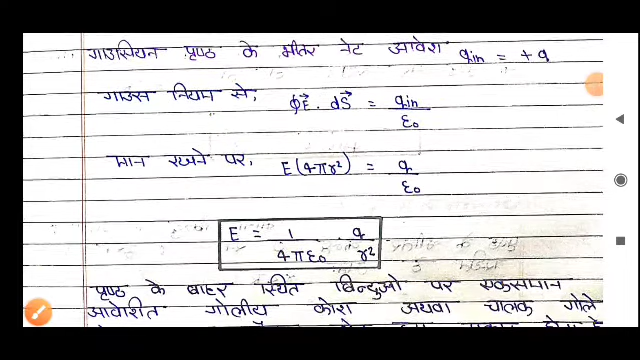 गाउसियन पृष्ठ के भीतर नेट आवेश qin = +q
गाउस नियम से, ∮E⃗ . dS⃗ = qin/ε₀
मान रखने पर, E(4πr²) = q/ε₀
E = 1/4πε₀ q/r²
पृष्ठ के बाहर स्थित बिन्दुओ पर एकसमान
आवेशित गोलीय कोश अथवा चालक गोले